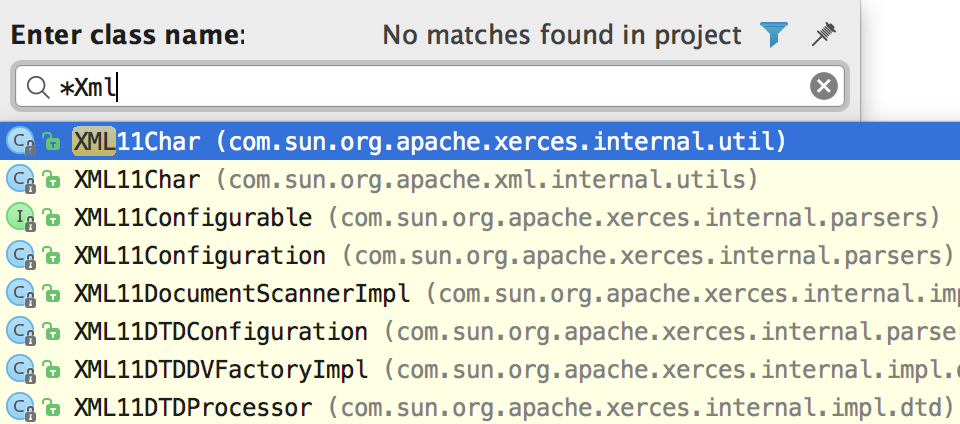 Enter class name: No matches found in project
*Xml
C XML11Char (com.sun.org.apache.xerces.internal.util)
C XML11Char (com.sun.org.apache.xml.internal.utils)
I XML11Configurable (com.sun.org.apache.xerces.internal.parsers)
C XML11Configuration (com.sun.org.apache.xerces.internal.parsers)
C XML11DocumentScannerImpl (com.sun.org.apache.xerces.internal.imp
C XML11DTDConfiguration (com.sun.org.apache.xerces.internal.parse
C XML11DTDDVFactoryImpl (com.sun.org.apache.xerces.internal.impl.
C XML11DTDProcessor (com.sun.org.apache.xerces.internal.impl.dtd)